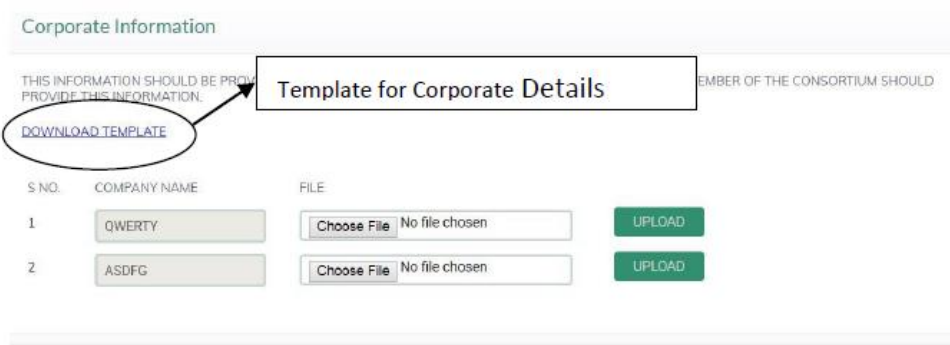 Corporate Information
THIS INFORMATION SHOULD BE PROV
EMBER OF THE CONSORTIUM SHOULD
PROVIDE THIS INFORMATION.
Template for Corporate Details
DOWNLOAD TEMPLATE
S NO. COMPANY NAME FILE
1 QWERTY Choose File No file chosen UPLOAD
2 ASDFG Choose File No file chosen UPLOAD